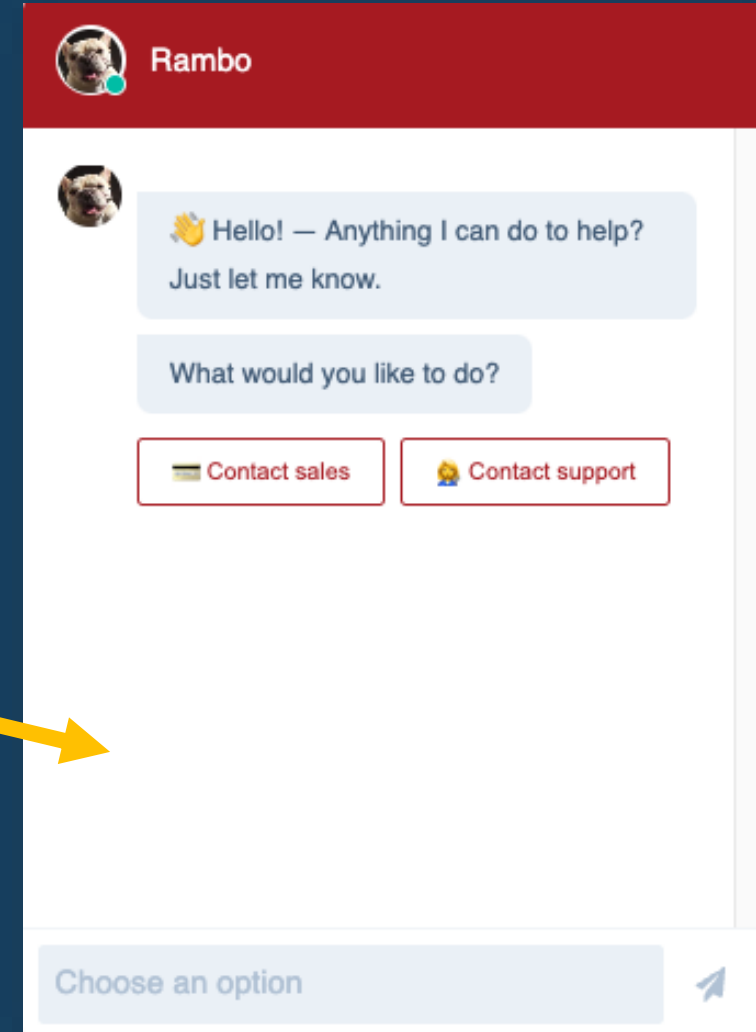 Rambo
👋 Hello! — Anything I can do to help?
Just let me know.
What would you like to do?
💳 Contact sales
🙋‍♀️ Contact support
Choose an option